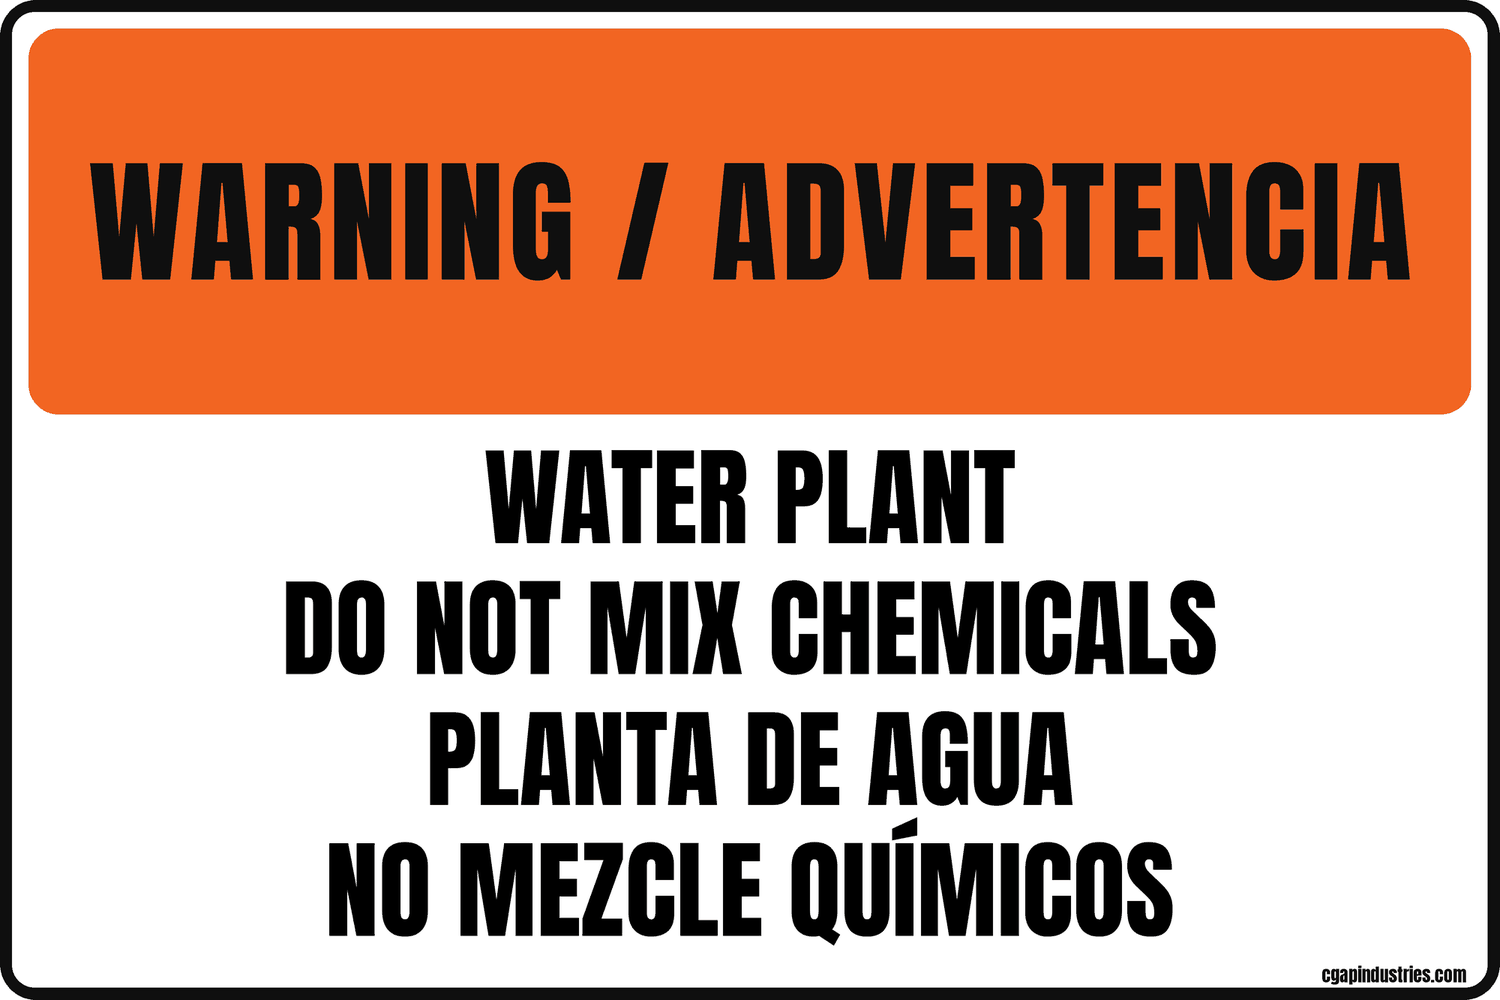 WARNING / ADVERTENCIA
WATER PLANT
DO NOT MIX CHEMICALS
PLANTA DE AGUA
NO MEZCLE QUÍMICOS
cgapindustries.com